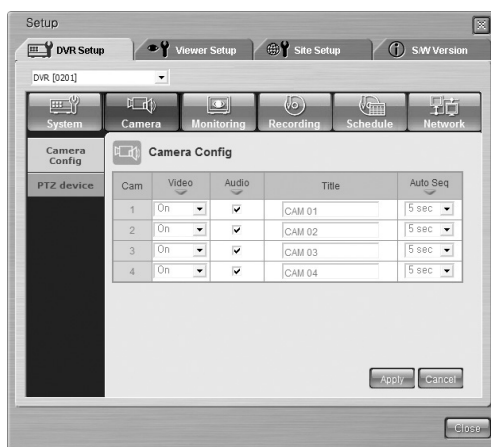 Setup
DVR Setup Viewer Setup Site Setup S/W Version
DVR [0201]
System Camera Monitoring Recording Schedule Network
Camera Config
PTZ device
Camera Config
Cam Video Audio Title Auto Seq
1 On CAM 01 5 sec
2 On CAM 02 5 sec
3 On CAM 03 5 sec
4 On CAM 04 5 sec
Apply Cancel
Close